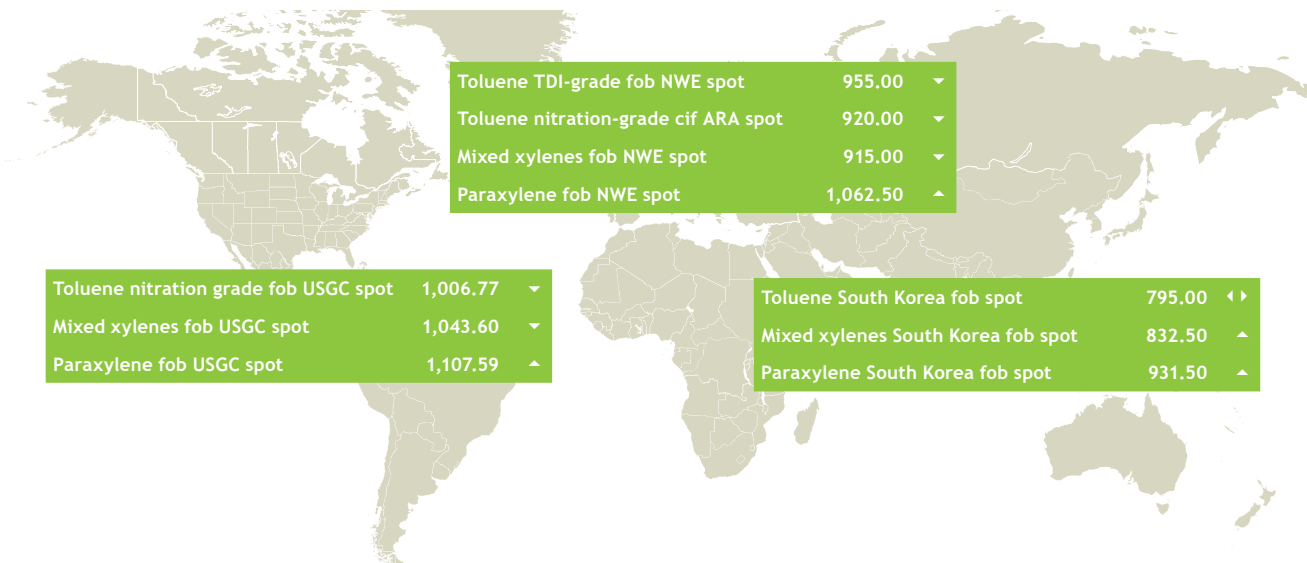 Toluene TDI-grade fob NWE spot 955.00
Toluene nitration-grade cif ARA spot 920.00
Mixed xylenes fob NWE spot 915.00
Paraxylene fob NWE spot 1,062.50
Toluene nitration grade fob USGC spot 1,006.77
Mixed xylenes fob USGC spot 1,043.60
Paraxylene fob USGC spot 1,107.59
Toluene South Korea fob spot 795.00
Mixed xylenes South Korea fob spot 832.50
Paraxylene South Korea fob spot 931.50